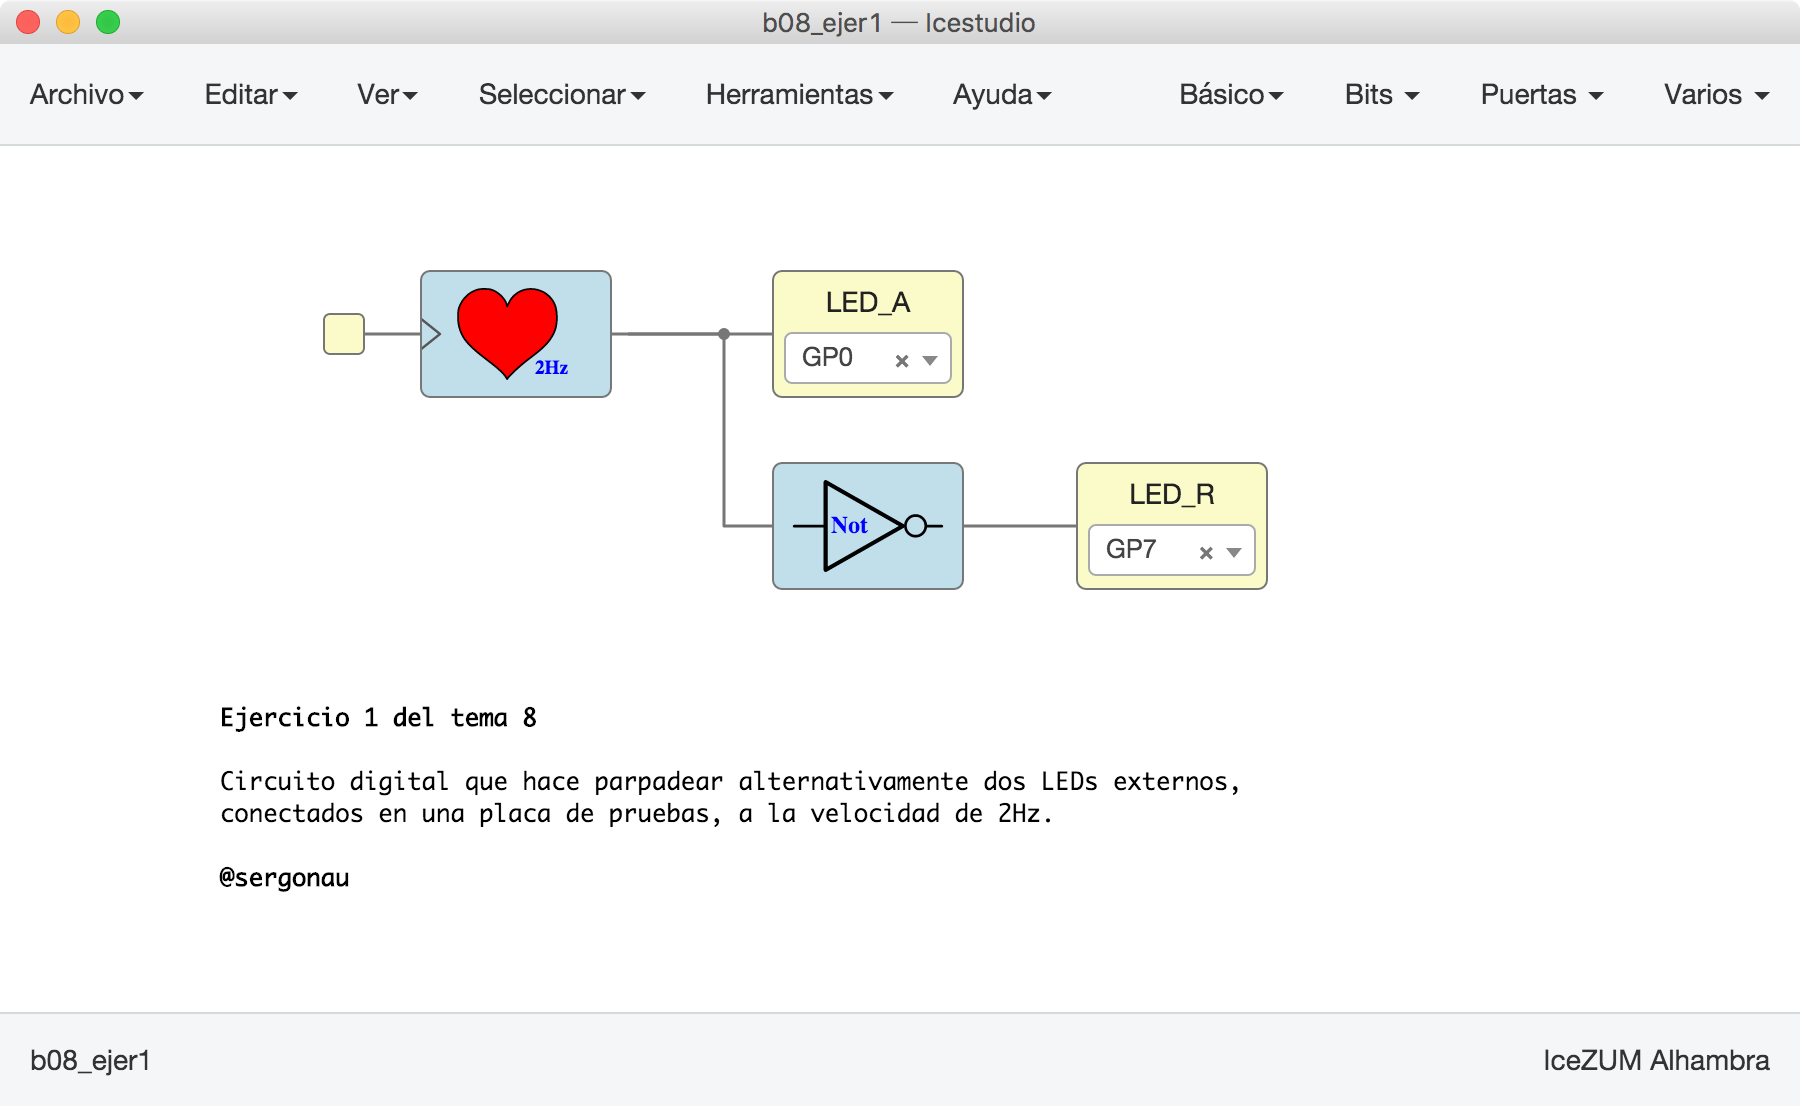 b08_ejer1 — Icestudio
Archivo Editar Ver Seleccionar Herramientas Ayuda Básico Bits Puertas Varios
2Hz
LED_A
GP0
Not
LED_R
GP7
Ejercicio 1 del tema 8
Circuito digital que hace parpadear alternativamente dos LEDs externos,
conectados en una placa de pruebas, a la velocidad de 2Hz.
@sergonau
b08_ejer1 IceZUM Alhambra